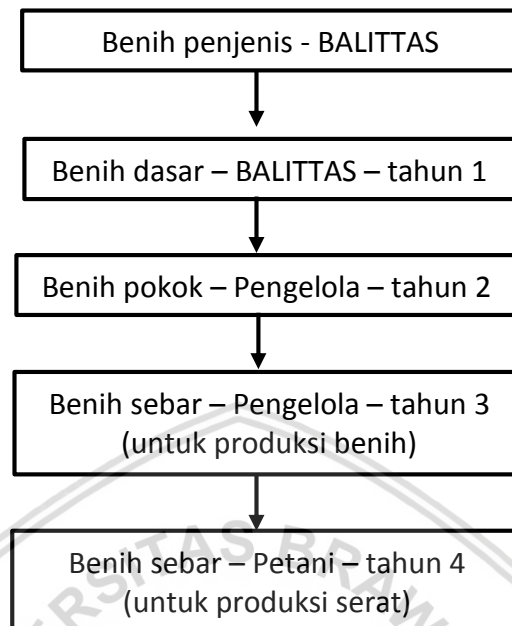 Benih penjenis - BALITTAS
Benih dasar – BALITTAS – tahun 1
Benih pokok – Pengelola – tahun 2
Benih sebar – Pengelola – tahun 3
(untuk produksi benih)
Benih sebar – Petani – tahun 4
(untuk produksi serat)